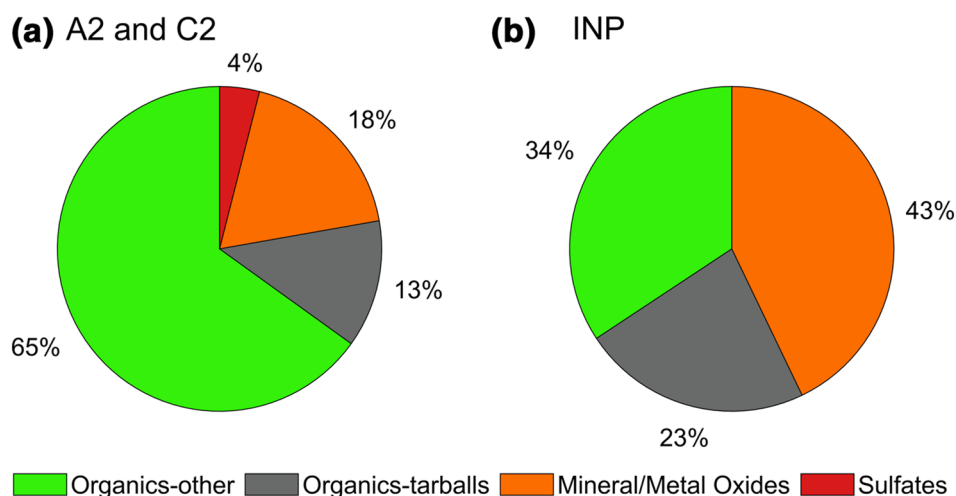 (a) A2 and C2
(b) INP
4%
18%
13%
65%
34%
43%
23%
Organics-other Organics-tarballs Mineral/Metal Oxides Sulfates